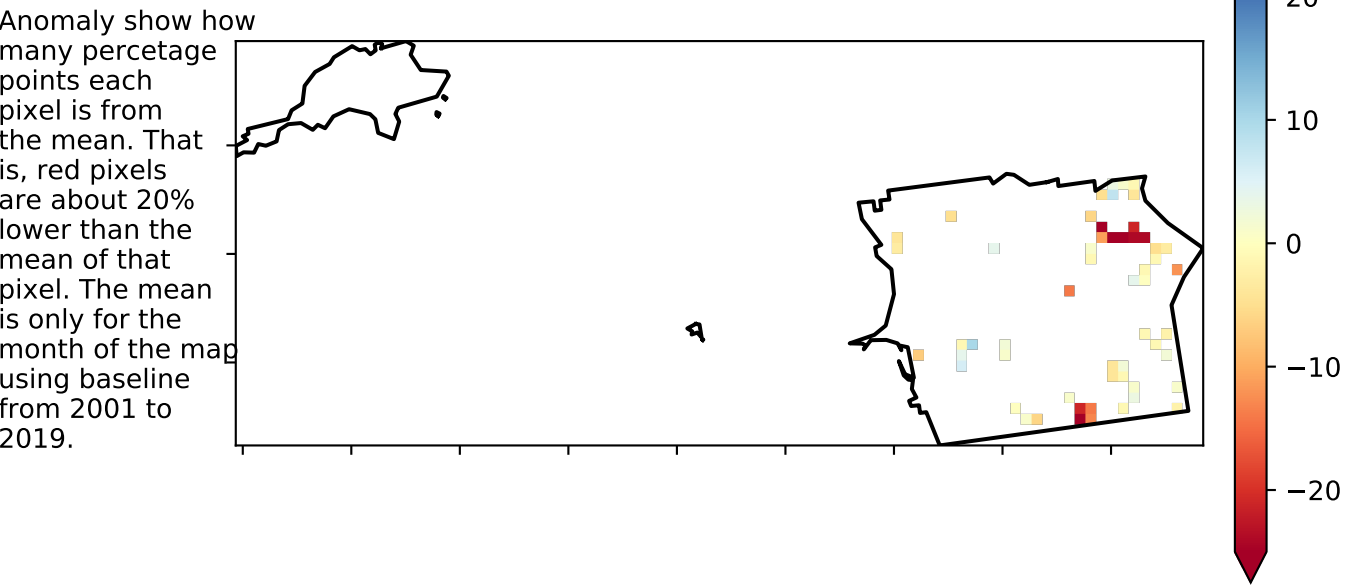 Anomaly show how
many percetage
points each
pixel is from
the mean. That
is, red pixels
are about 20%
lower than the
mean of that
pixel. The mean
is only for the
month of the map
using baseline
from 2001 to
2019.
20
10
0
−10
−20